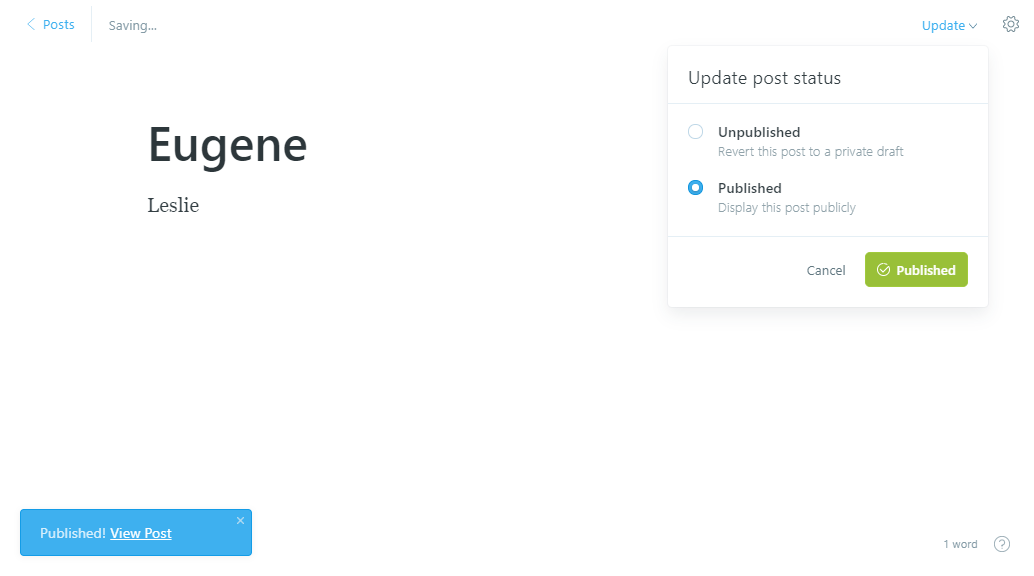 Posts
Saving...
Update
Update post status
Unpublished
Revert this post to a private draft
Published
Display this post publicly
Cancel
Published
Eugene
Leslie
Published! View Post
×
1 word
?